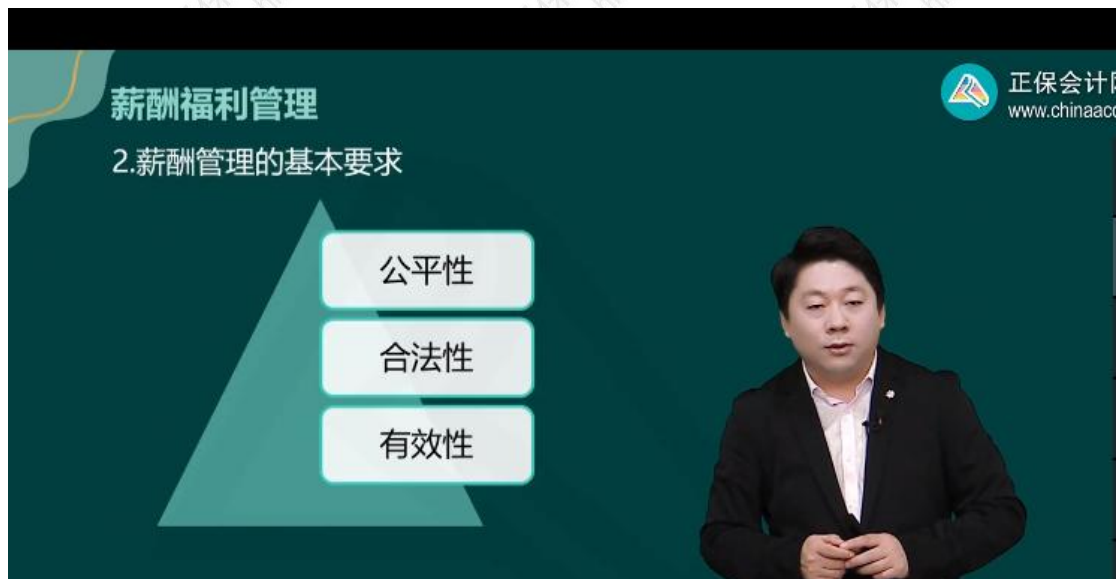 薪酬福利管理
正保会计
www.chinaacc
2.薪酬管理的基本要求
公平性
合法性
有效性